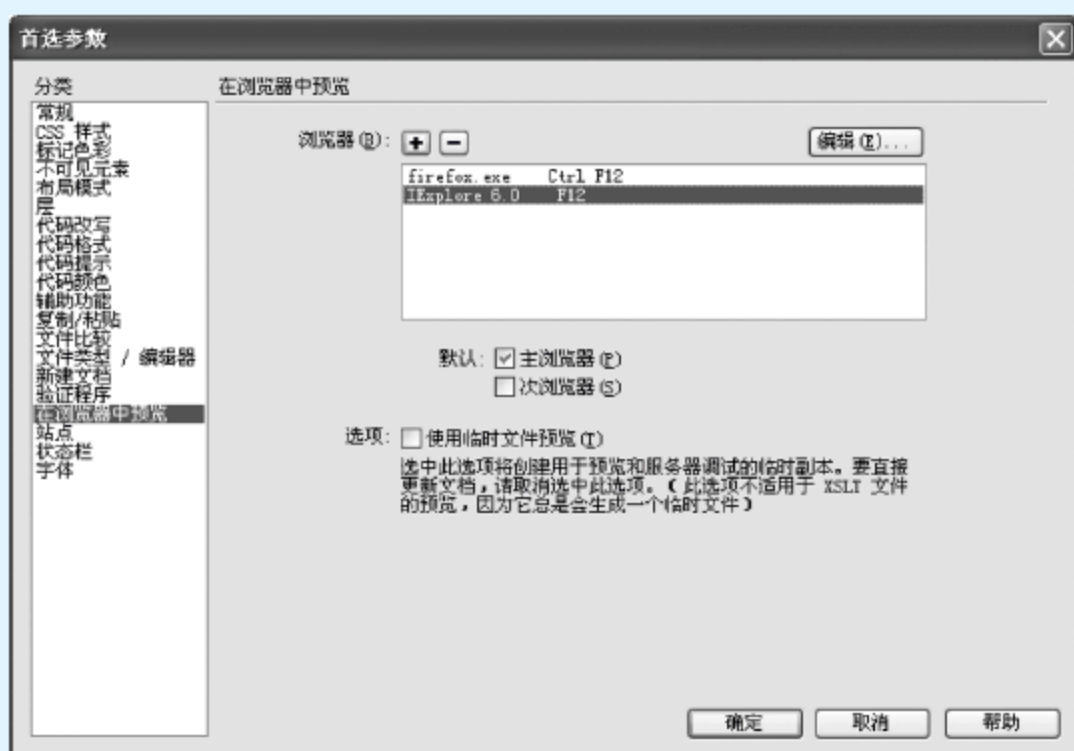 首选参数
分类
在浏览器中预览
常规
CSS 样式
标记色彩
不可见元素
布局模式
层
代码改写
代码格式
代码提示
代码颜色
辅助功能
复制/粘贴
文件比较
文件类型 / 编辑器
新建文档
验证程序
在浏览器中预览
站点
状态栏
字体
浏览器(B):
编辑(E)...
firefox.exe Ctrl F12
IExplore 6.0 F12
默认: 主浏览器(P)
次浏览器(S)
选项: 使用临时文件预览(T)
选中此选项将创建用于预览和服务器调试的临时副本。要直接
更新文档，请取消选中此选项。(此选项不适用于 XSLT 文件
的预览，因为它总是会生成一个临时文件)
确定
取消
帮助